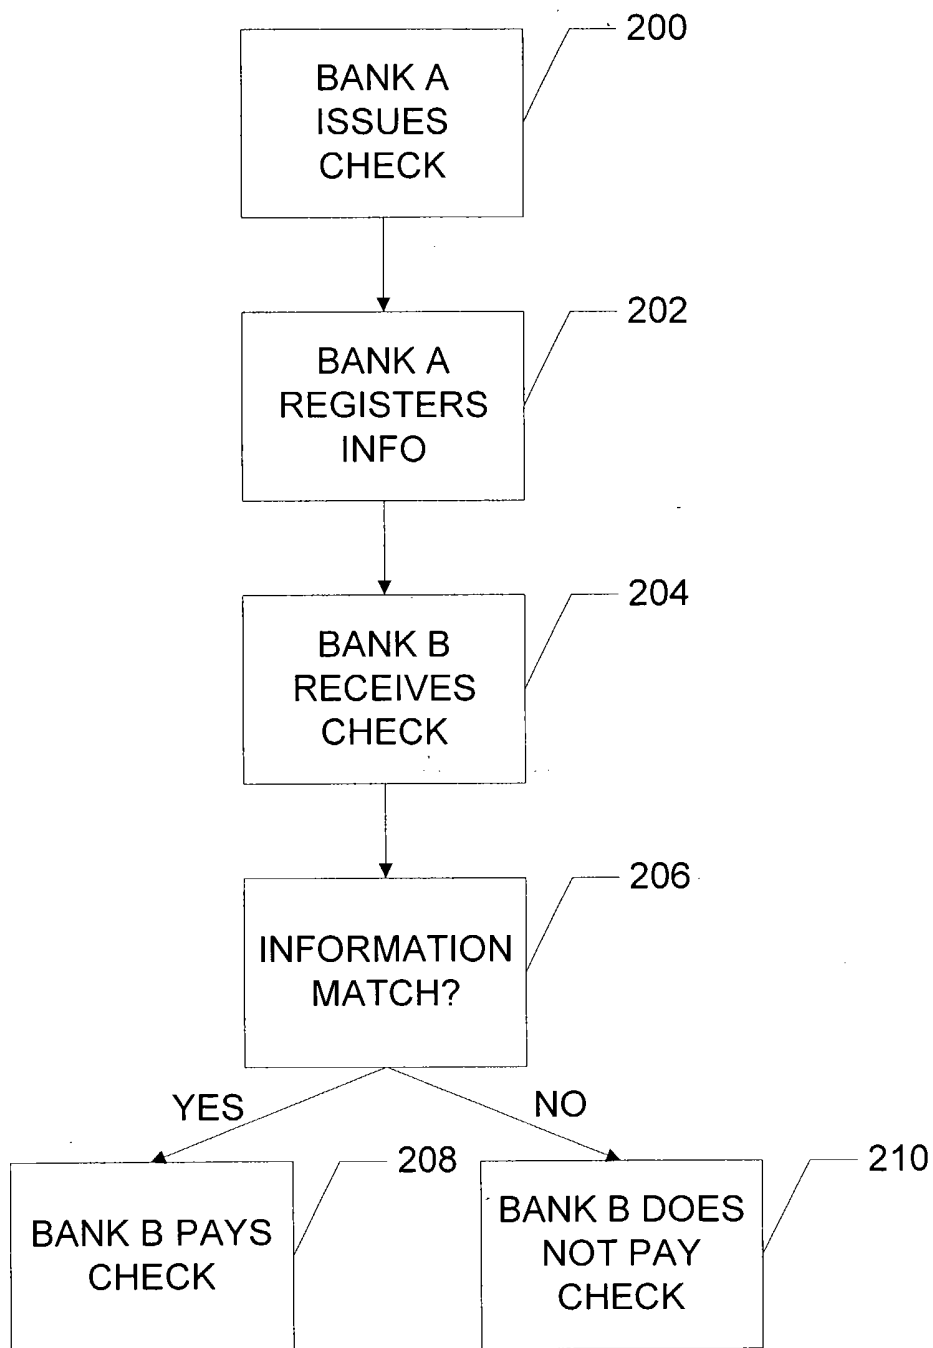 200
BANK A
ISSUES
CHECK
202
BANK A
REGISTERS
INFO
204
BANK B
RECEIVES
CHECK
206
INFORMATION
MATCH?
YES
NO
208
BANK B PAYS
CHECK
210
BANK B DOES
NOT PAY
CHECK